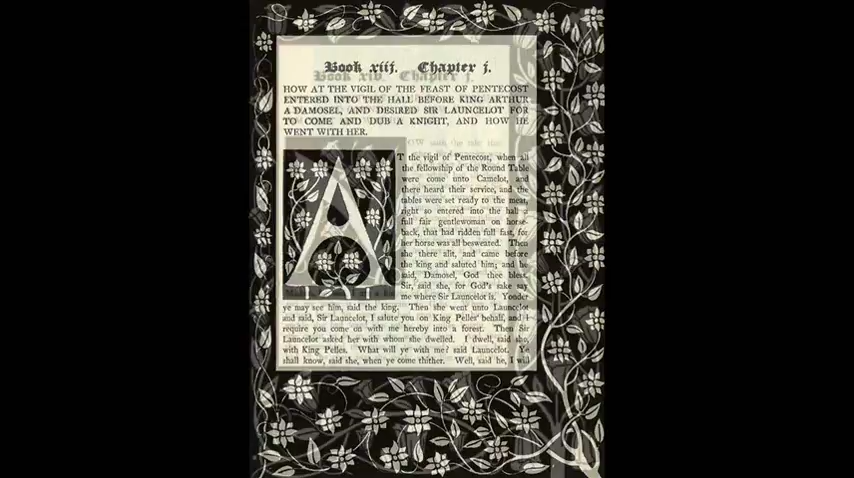 Book xiij. Chapter j.
Book xiv. Chapter j.
HOW AT THE VIGIL OF THE FEAST OF PENTECOST
ENTERED INTO THE HALL BEFORE KING ARTHUR
A DAMOSEL, AND DESIRED SIR LAUNCELOT FOR
TO COME AND DUB A KNIGHT, AND HOW HE
WENT WITH HER.
AT the vigil of Pentecost, when all
the fellowship of the Round Table
were come unto Camelot, and
there heard their service, and the
tables were set ready to the meat,
right so entered into the hall a
full fair gentlewoman on horse-
back, that had ridden full fast, for
her horse was all besweated. Then
she there alit, and came before
the king and saluted him; and he
said, Damosel, God thee bless.
Sir, said she, for God's sake say
me where Sir Launcelot is. Yonder
ye may see him, said the king. Then she went unto Launcelot
and said, Sir Launcelot, I salute you on King Pelles' behalf, and I
require you come on with me hereby into a forest. Then Sir
Launcelot asked her with whom she dwelled. I dwell, said she,
with King Pelles. What will ye with me? said Launcelot. Ye
shall know, said she, when ye come thither. Well, said he, I will